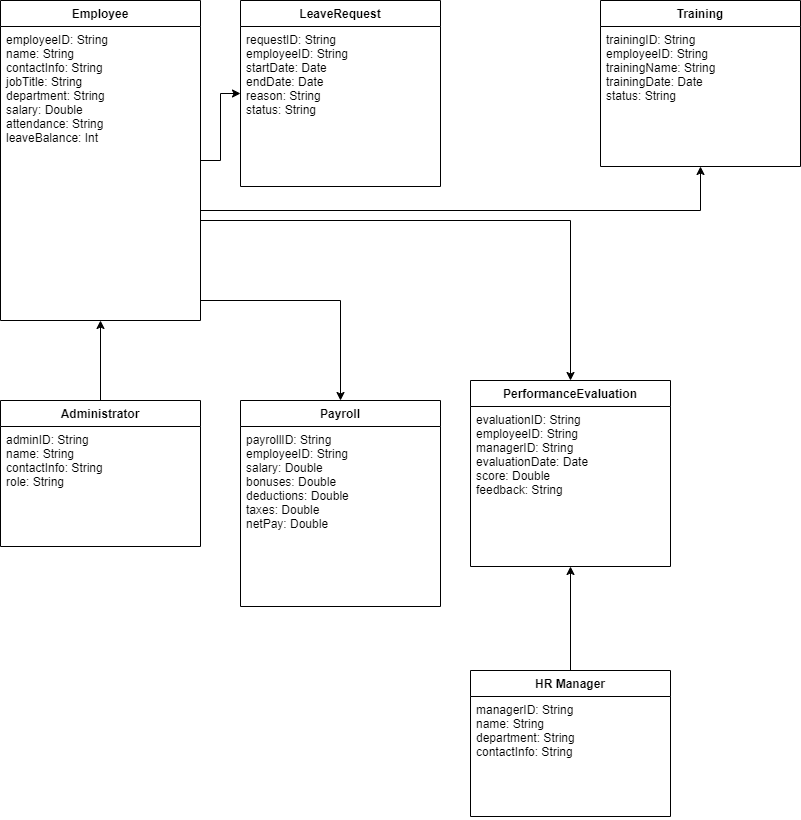 Employee
employeeID: String
name: String
contactInfo: String
jobTitle: String
department: String
salary: Double
attendance: String
leaveBalance: Int
LeaveRequest
requestID: String
employeeID: String
startDate: Date
endDate: Date
reason: String
status: String
Training
trainingID: String
employeeID: String
trainingName: String
trainingDate: Date
status: String
Administrator
adminID: String
name: String
contactInfo: String
role: String
Payroll
payrollID: String
employeeID: String
salary: Double
bonuses: Double
deductions: Double
taxes: Double
netPay: Double
PerformanceEvaluation
evaluationID: String
employeeID: String
managerID: String
evaluationDate: Date
score: Double
feedback: String
HR Manager
managerID: String
name: String
department: String
contactInfo: String